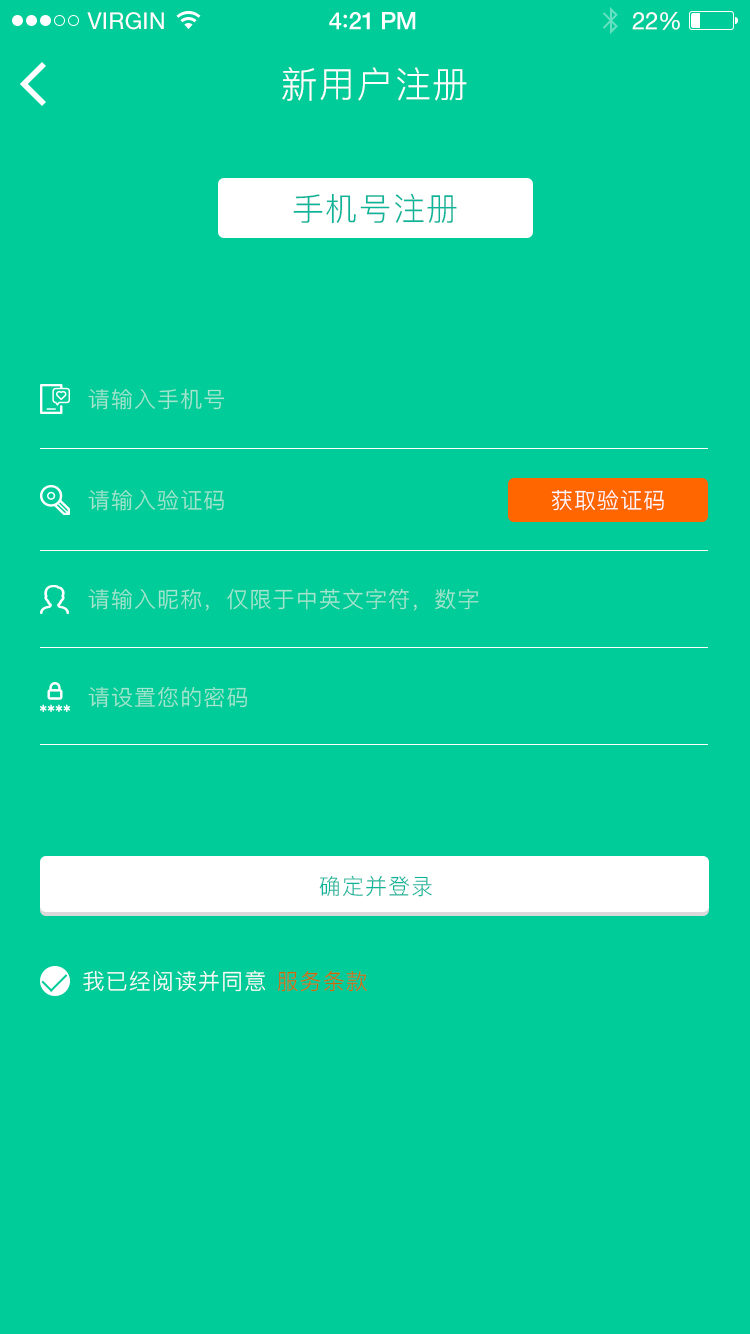 VIRGIN 4:21 PM 22%
新用户注册
手机号注册
请输入手机号
请输入验证码 获取验证码
请输入昵称，仅限于中英文字符，数字
请设置您的密码
确定并登录
我已经阅读并同意 服务条款